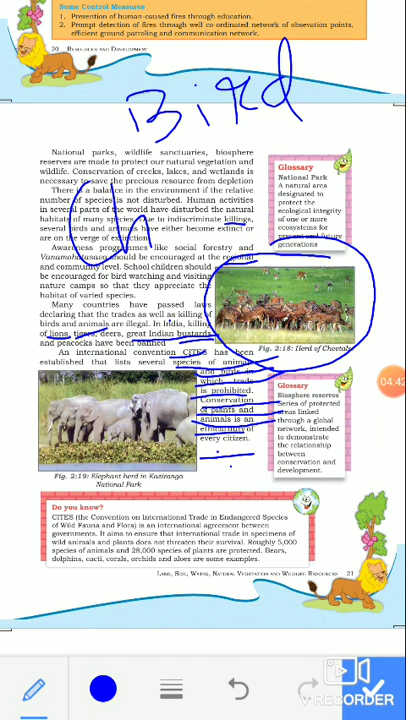 Some Control Measures
1. Prevention of human-caused fires through education.
2. Prompt detection of fires through well co-ordinated network of obsevation points,
efficient ground patroling and communication network.
20 RESOURCES AND DEVELOPMENT
Bird
National parks, wildlife sanctuaries, biosphere
reserves are made to protect our natural vegetation and
wildlife. Conservation of creeks, lakes, and wetlands is
necessary to save the precious resource from depletion
There is a balance in the environment if the relative
number of species is not disturbed. Human activities
in several parts of the world have disturbed the natural
habitats of many species. to indiscriminate killings,
several birds and animals have either become extinct or
are on the verge of extinction.
Awareness programmes like social forestry and
Vanamohatasava should be encouraged at the regional
and community level. School children should
be encouraged for bird watching and visiting
nature camps so that they appreciate the
habitat of varied species.
Many countries have passed laws
declaring that the trades as well as killing of
birds and animals are illegal. In India, killing
of lions, tigers, deers, great Indian bustards
and peacocks have been banned
An international convention CITES has been
established that lists several species of animals
and birds in
which trade
is prohibited.
Conservation
of plants and
animals is an
ethical duty of
every citizen.
Glossary
National Park
A natural area
designated to
protect the
ecological integrity
of one or more
ecosystems for
present and future
generations
Fig. 2:18: Herd of Cheetals
Glossary
Biosphere reserves
Series of protected
areas linked
through a global
network, intended
to demonstrate
the relationship
between
conservation and
development.
Fig. 2:19: Elephant herd in Kaziranga
National Park
Do you know?
CITES (the Convention on International Trade in Endangered Species
of Wild Fauna and Flora) is an international agreement between
governments. It aims to ensure that international trade in specimens of
wild animals and plants does not threaten their survival. Roughly 5,000
species of animals and 28,000 species of plants are protected. Bears,
dolphins, cacti, corals, orchids and aloes are some examples.
LAND, SOIL, WATER, NATURAL VEGETATION AND WILDLIFE RESOURCES 21
04:42
V RECORDER